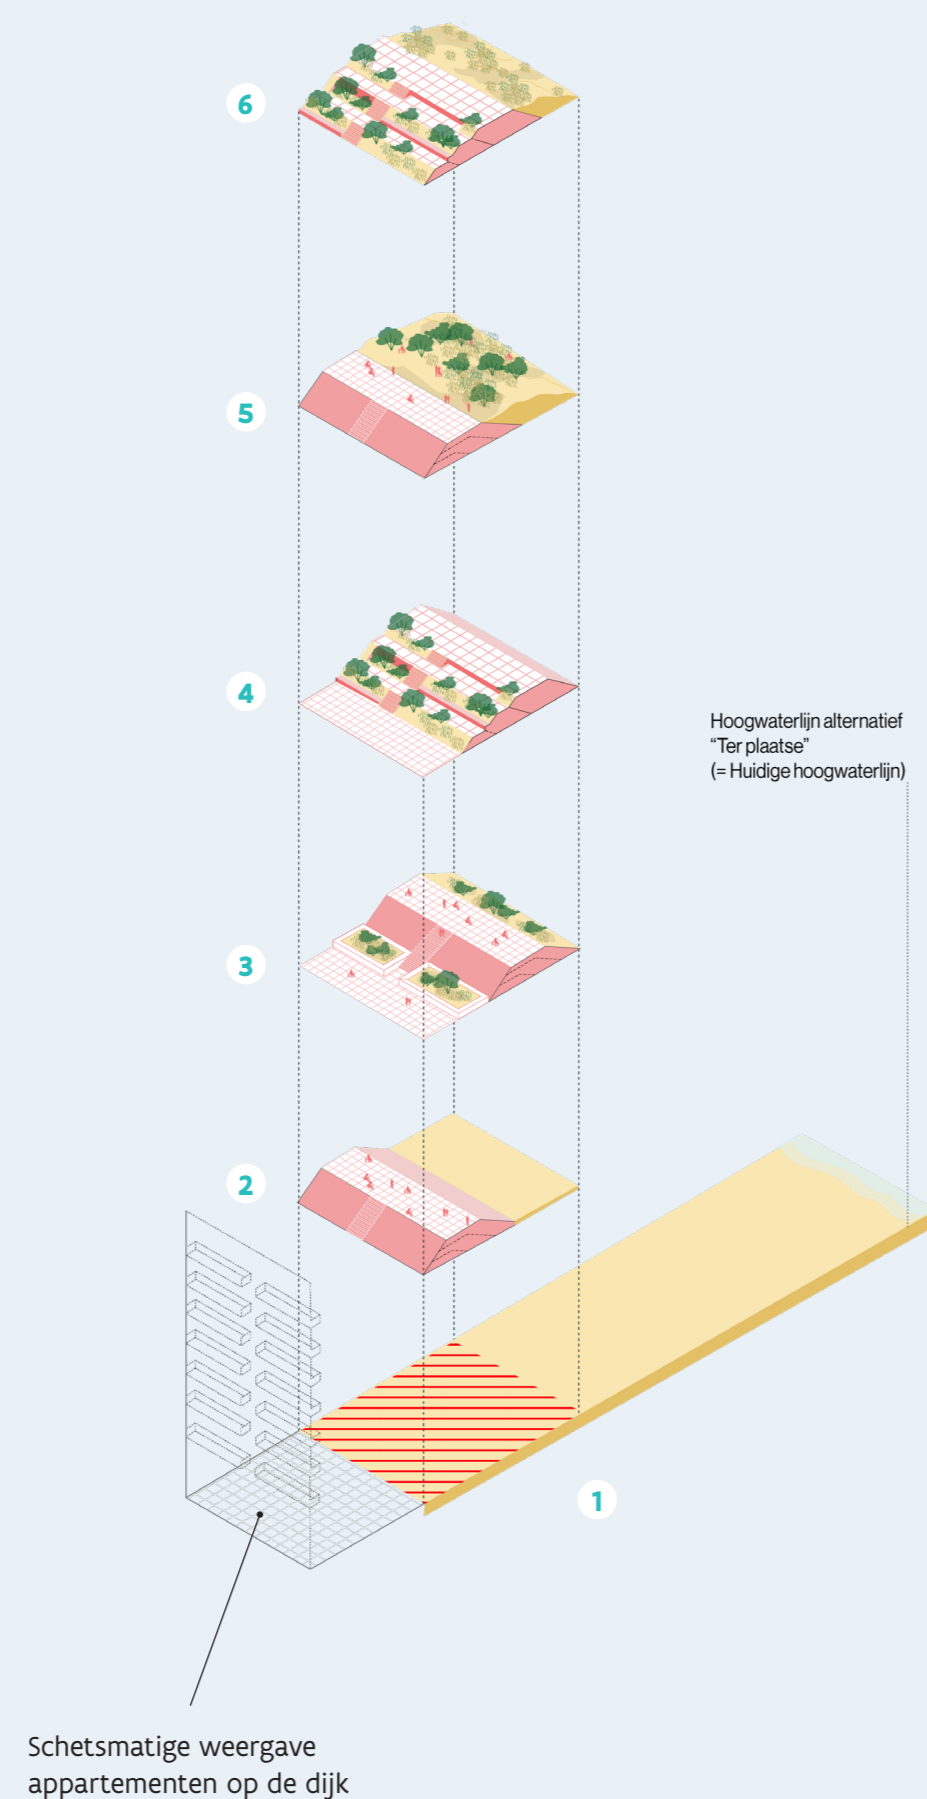 6
5
4
Hoogwaterlijn alternatief
“Ter plaatse”
(= Huidige hoogwaterlijn)
3
2
1
Schetsmatige weergave
appartementen op de dijk